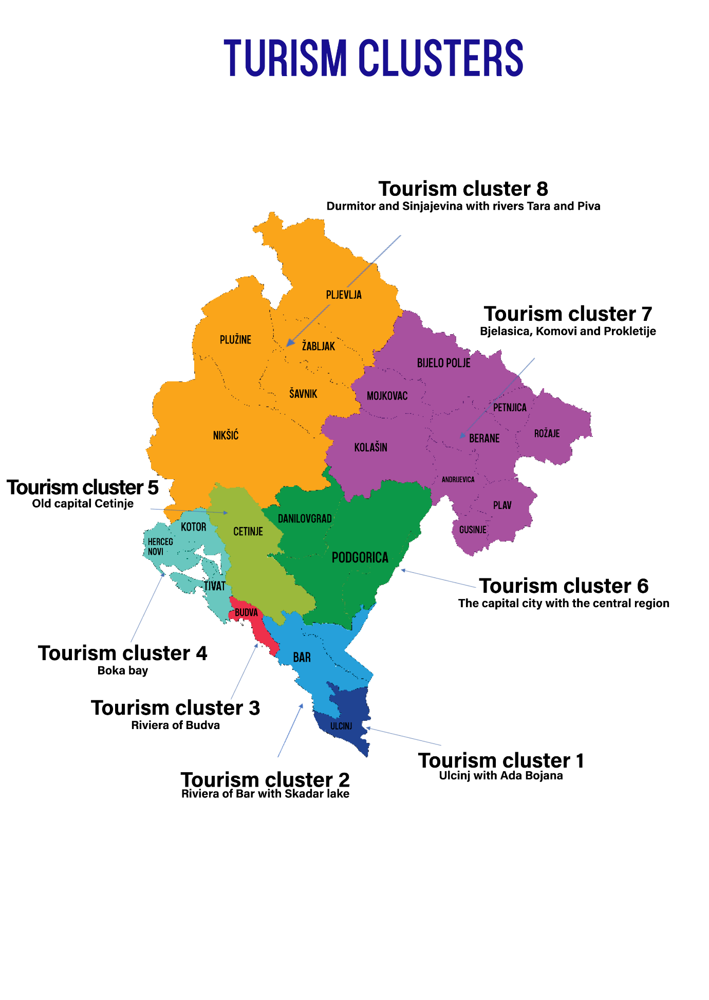 TURISM CLUSTERS
Tourism cluster 8
Durmitor and Sinjajevina with rivers Tara and Piva
PLJEVLJA
Tourism cluster 7
Bjelasica, Komovi and Prokletije
PLUŽINE
ŽABLJAK
BIJELO POLJE
ŠAVNIK
MOJKOVAC
PETNJICA
NIKŠIĆ
KOLAŠIN
BERANE
ROŽAJE
Tourism cluster 5
Old capital Cetinje
ANDRIJEVICA
PLAV
KOTOR
CETINJE
DANILOVGRAD
GUSINJE
HERCEG
NOVI
PODGORICA
TIVAT
Tourism cluster 6
The capital city with the central region
BUDVA
Tourism cluster 4
Boka bay
BAR
Tourism cluster 3
Riviera of Budva
ULCINJ
Tourism cluster 1
Ulcinj with Ada Bojana
Tourism cluster 2
Riviera of Bar with Skadar lake